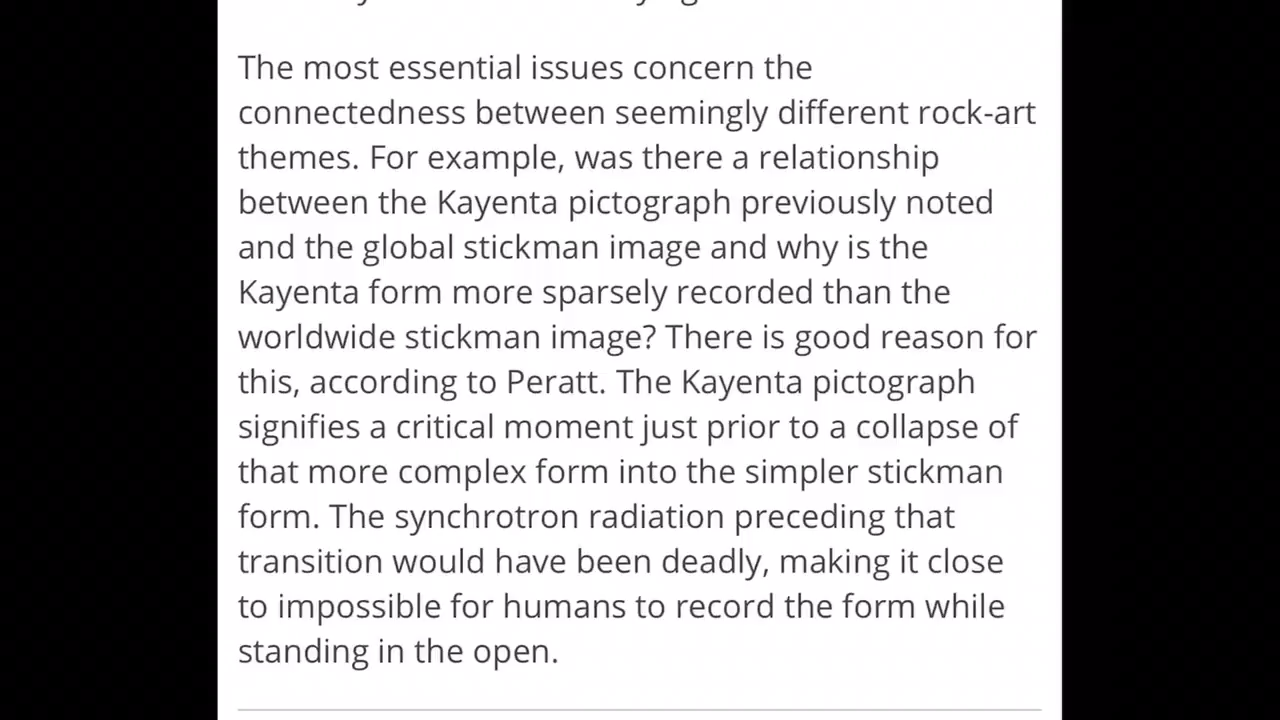 The most essential issues concern the
connectedness between seemingly different rock-art
themes. For example, was there a relationship
between the Kayenta pictograph previously noted
and the global stickman image and why is the
Kayenta form more sparsely recorded than the
worldwide stickman image? There is good reason for
this, according to Peratt. The Kayenta pictograph
signifies a critical moment just prior to a collapse of
that more complex form into the simpler stickman
form. The synchrotron radiation preceding that
transition would have been deadly, making it close
to impossible for humans to record the form while
standing in the open.